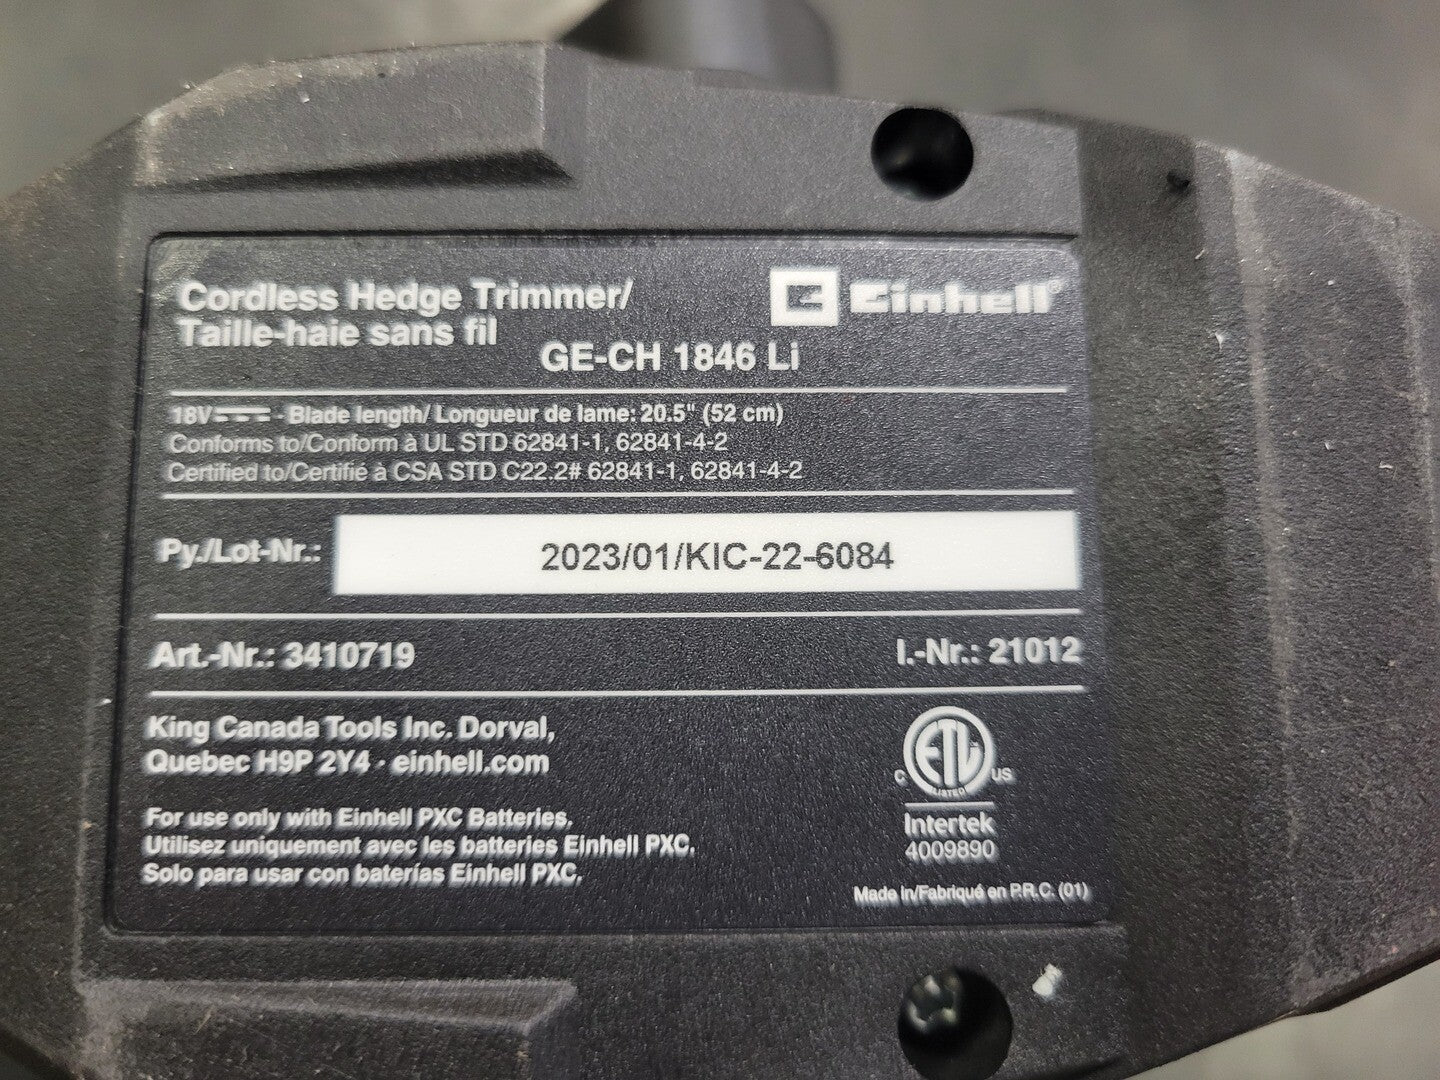 Cordless Hedge Trimmer/
Taille-haie sans fil
Einhell®
GE-CH 1846 Li
18V - Blade length/ Longueur de lame: 20.5" (52 cm)
Conforms to/Conform à UL STD 62841-1, 62841-4-2
Certified to/Certifié à CSA STD C22.2# 62841-1, 62841-4-2
Py./Lot-Nr.: 2023/01/KIC-22-6084
Art.-Nr.: 3410719 I.-Nr.: 21012
King Canada Tools Inc. Dorval,
Quebec H9P 2Y4 · einhell.com
For use only with Einhell PXC Batteries.
Utilisez uniquement avec les batteries Einhell PXC.
Solo para usar con baterías Einhell PXC.
ETL
C US
LISTED
Intertek
4009890
Made in/Fabriqué en P.R.C. (01)